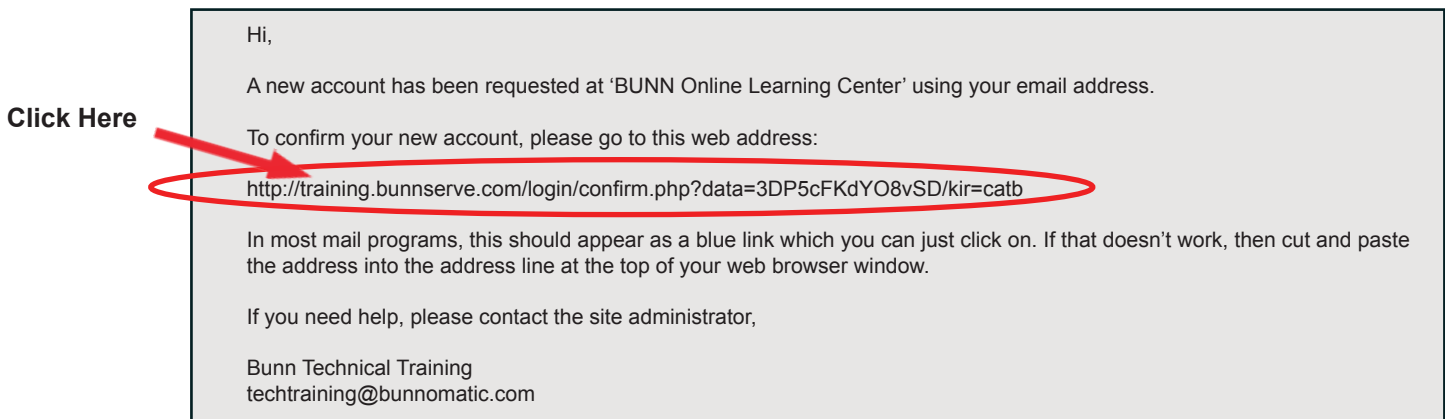 Hi,
A new account has been requested at ‘BUNN Online Learning Center’ using your email address.
Click Here
To confirm your new account, please go to this web address:
http://training.bunnserve.com/login/confirm.php?data=3DP5cFKdYO8vSD/kir=catb
In most mail programs, this should appear as a blue link which you can just click on. If that doesn’t work, then cut and paste
the address into the address line at the top of your web browser window.
If you need help, please contact the site administrator,
Bunn Technical Training
techtraining@bunnomatic.com